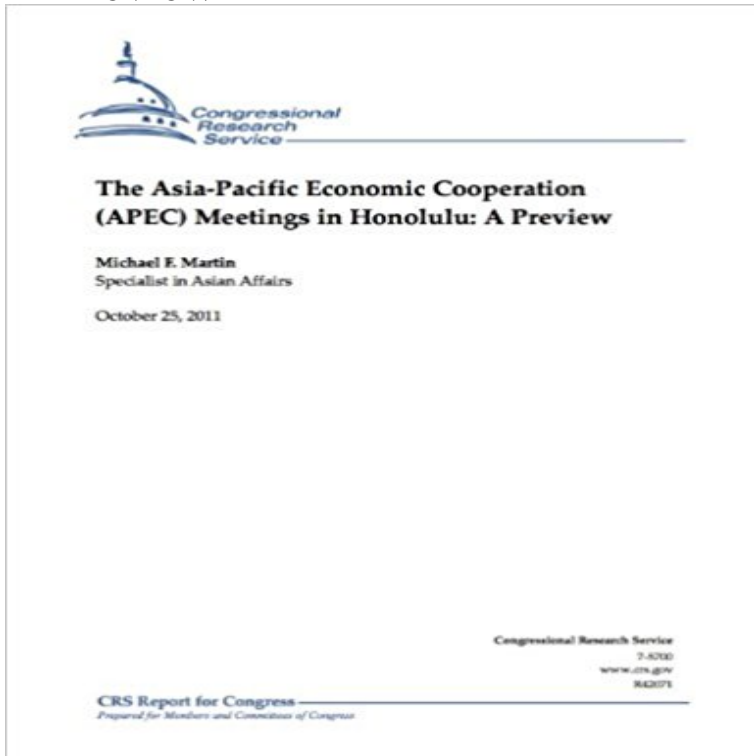 Congressional
Research
Service
The Asia-Pacific Economic Cooperation
(APEC) Meetings in Honolulu: A Preview
Michael F. Martin
Specialist in Asian Affairs
October 25, 2011
Congressional Research Service
7-5700
www.crs.gov
R42071
CRS Report for Congress
Prepared for Members and Committees of Congress